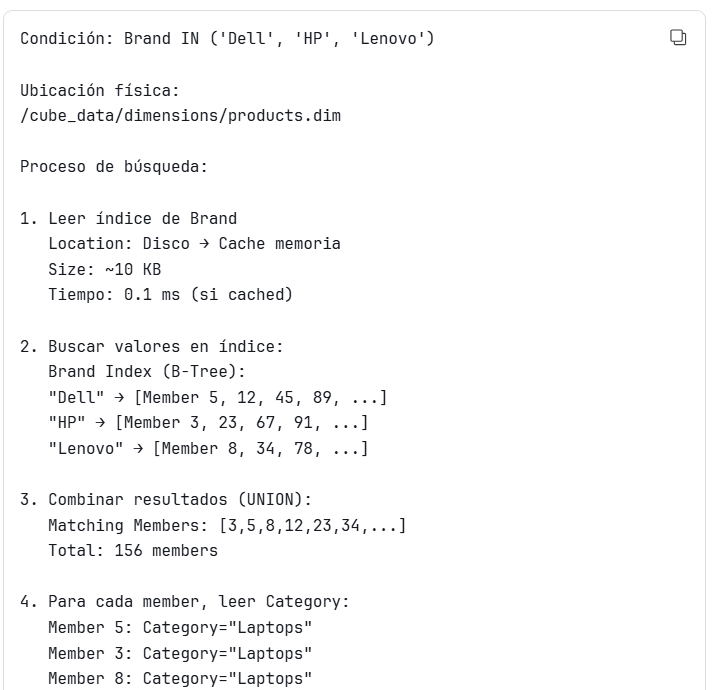 Condición: Brand IN ('Dell', 'HP', 'Lenovo')
Ubicación física:
/cube_data/dimensions/products.dim
Proceso de búsqueda:
1. Leer índice de Brand
Location: Disco → Cache memoria
Size: ~10 KB
Tiempo: 0.1 ms (si cached)
2. Buscar valores en índice:
Brand Index (B-Tree):
"Dell" → [Member 5, 12, 45, 89, ...]
"HP" → [Member 3, 23, 67, 91, ...]
"Lenovo" → [Member 8, 34, 78, ...]
3. Combinar resultados (UNION):
Matching Members: [3,5,8,12,23,34,...]
Total: 156 members
4. Para cada member, leer Category:
Member 5: Category="Laptops"
Member 3: Category="Laptops"
Member 8: Category="Laptops"